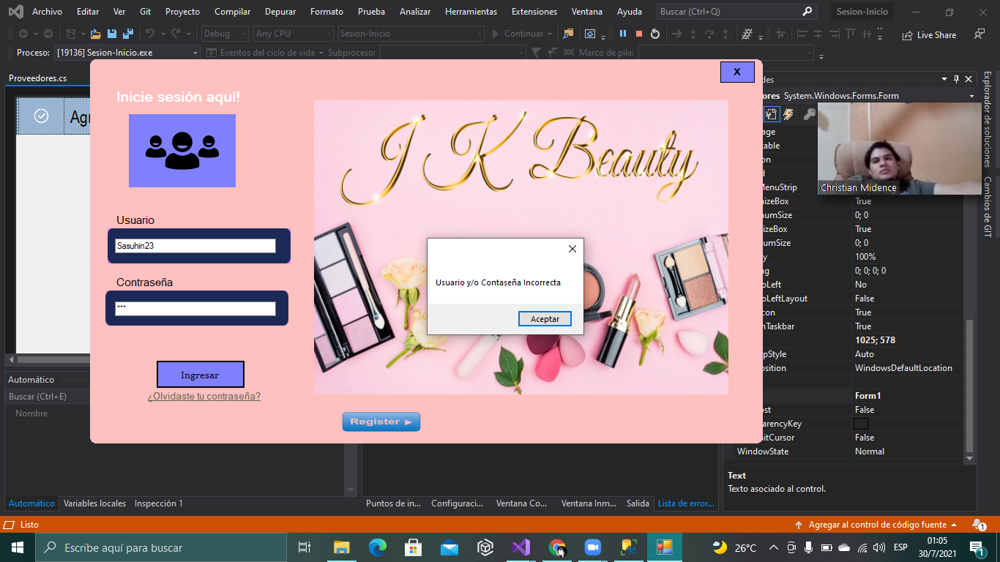 Archivo Editar Ver Git Proyecto Compilar Depurar Formato Prueba Analizar Herramientas Extensiones Ventana Ayuda Buscar (Ctrl+Q) Sesion-Inicio
Debug Any CPU Sesion-Inicio Continuar Live Share
Proceso: [19136] Sesion-Inicio.exe Eventos del ciclo de vida Subproceso: Marco de pila:
Proveedores.cs
Agr
X
Inicie sesión aquí!
J K Beauty
Usuario
Sasuhin23
Contraseña
***
Usuario y/o Contaseña Incorrecta
Aceptar
Ingresar
¿Olvidaste tu contraseña?
Register
des
ores System.Windows.Forms.Form
Christian Midence
age
table
on
d
MenuStrip
nizeBox True
numSize 0; 0
izeBox True
umSize 0; 0
y 100%
ng 0; 0; 0; 0
oLeft No
oLeftLayout False
con True
nTaskbar True
1025; 578
pStyle Auto
osition WindowsDefaultLocation
Form1
ost False
arencyKey
itCursor False
WindowState Normal
Text
Texto asociado al control.
Explorador de soluciones
Cambios de GIT
Automático
Buscar (Ctrl+E)
Nombre
Automático Variables locales Inspección 1
Puntos de in... Configuraci... Ventana Co... Ventana Inm... Salida Lista de error...
Listo Agregar al control de código fuente 1
Escribe aquí para buscar 26°C ESP 01:05
30/7/2021 1